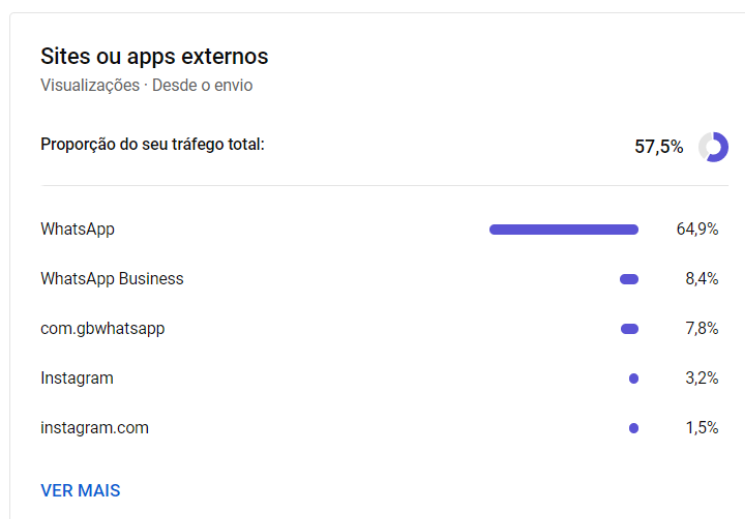 Sites ou apps externos
Visualizações · Desde o envio
Proporção do seu tráfego total: 57,5%
WhatsApp 64,9%
WhatsApp Business 8,4%
com.gbwhatsapp 7,8%
Instagram 3,2%
instagram.com 1,5%
VER MAIS